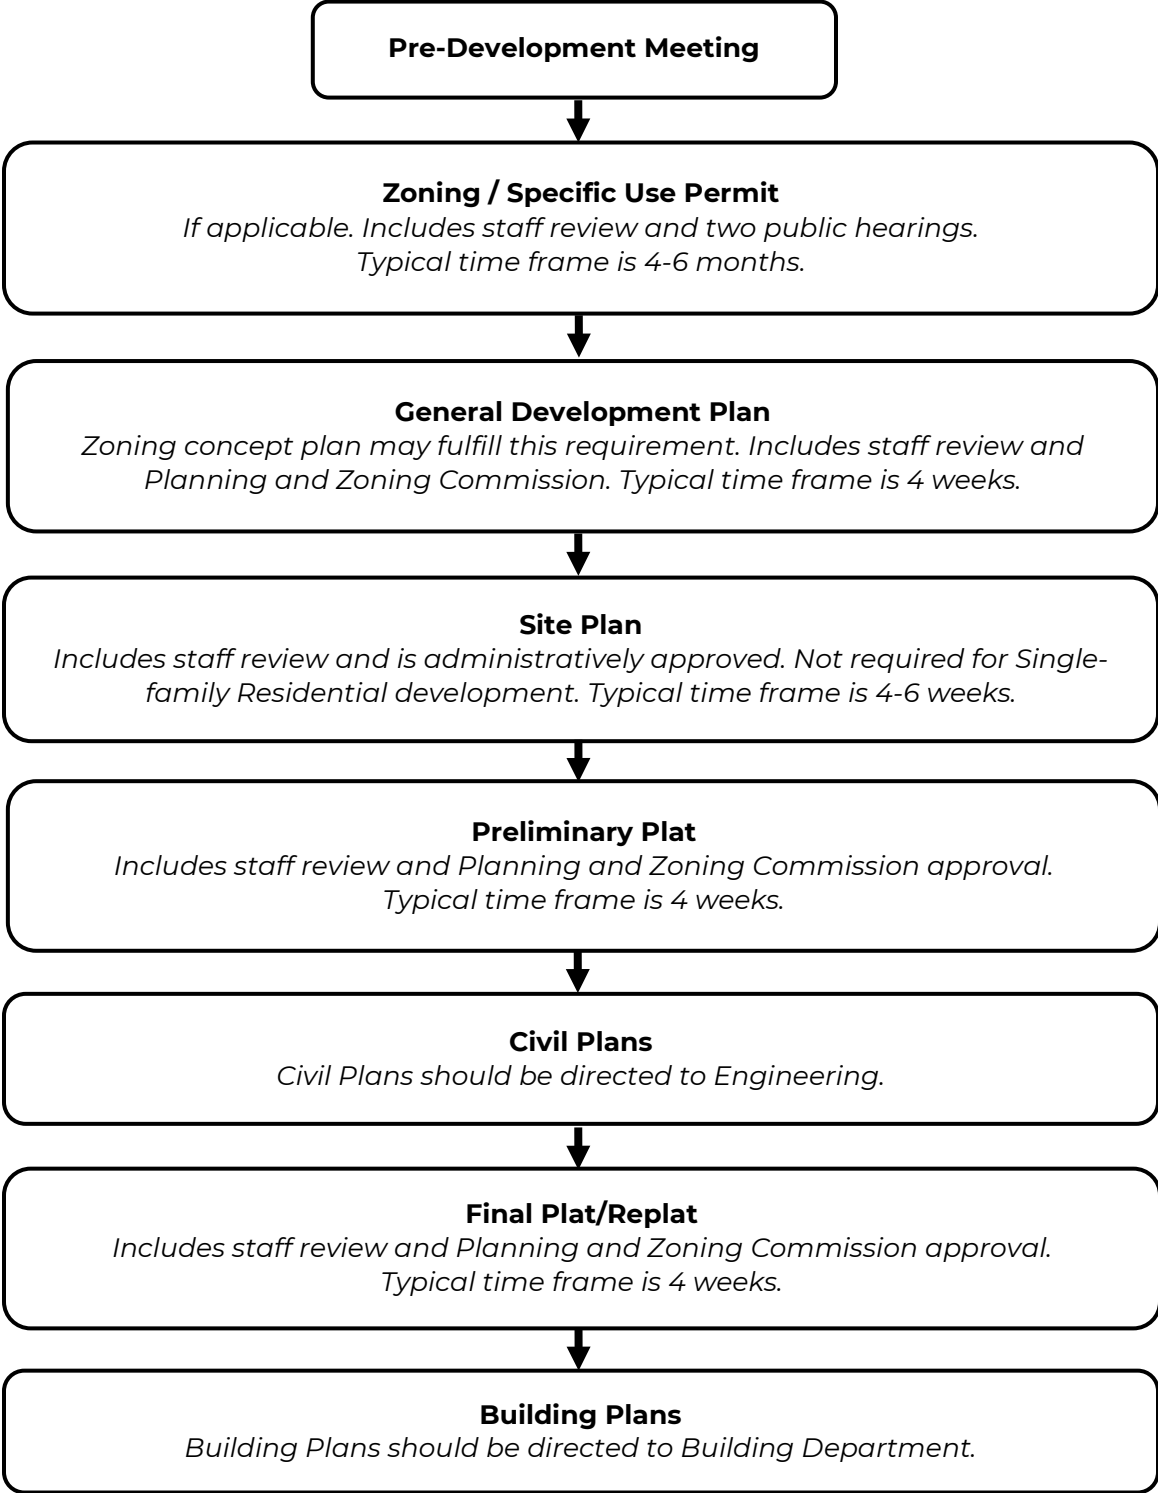 Pre-Development Meeting
Zoning / Specific Use Permit
If applicable. Includes staff review and two public hearings.
Typical time frame is 4-6 months.
General Development Plan
Zoning concept plan may fulfill this requirement. Includes staff review and
Planning and Zoning Commission. Typical time frame is 4 weeks.
Site Plan
Includes staff review and is administratively approved. Not required for Single-
family Residential development. Typical time frame is 4-6 weeks.
Preliminary Plat
Includes staff review and Planning and Zoning Commission approval.
Typical time frame is 4 weeks.
Civil Plans
Civil Plans should be directed to Engineering.
Final Plat/Replat
Includes staff review and Planning and Zoning Commission approval.
Typical time frame is 4 weeks.
Building Plans
Building Plans should be directed to Building Department.